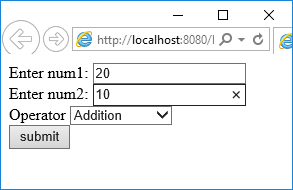 http://localhost:8080/
Enter num1: 20
Enter num2: 10
Operator Addition
submit